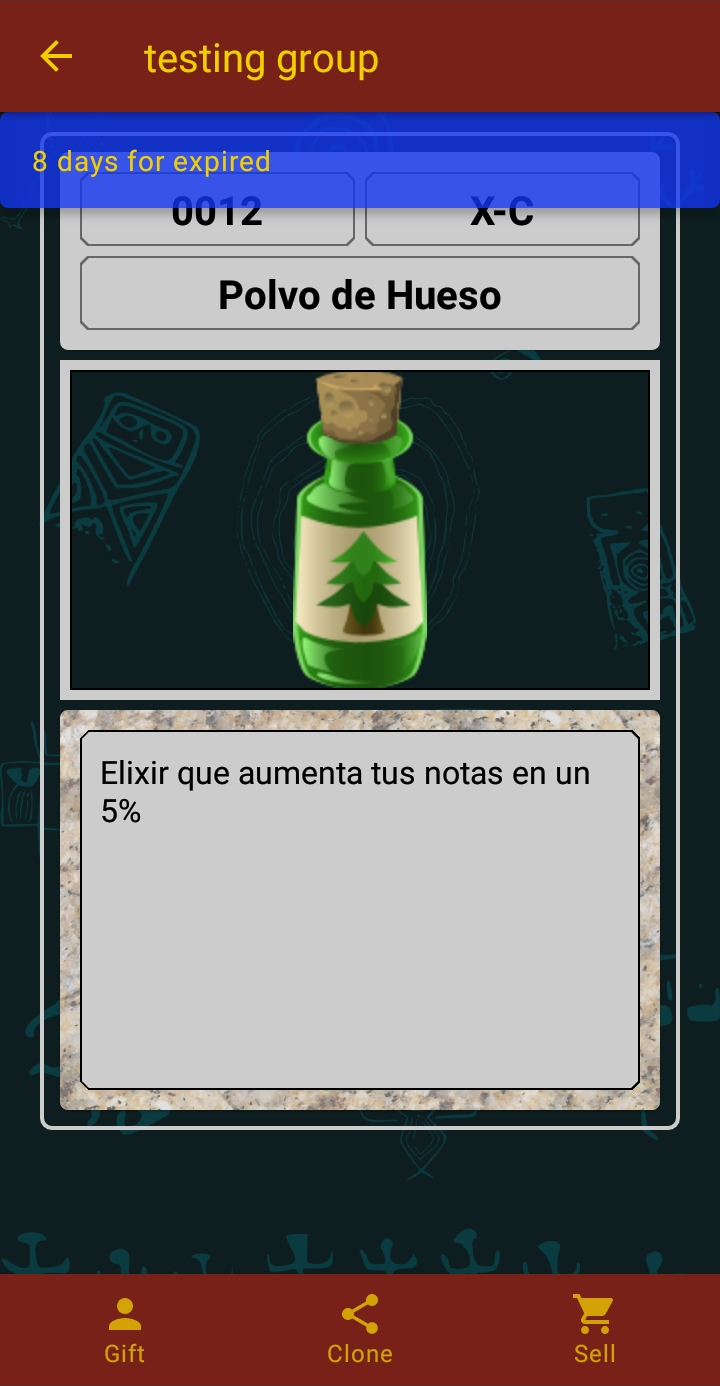 testing group
8 days for expired
0012
X-C
Polvo de Hueso
Elixir que aumenta tus notas en un
5%
Gift
Clone
Sell